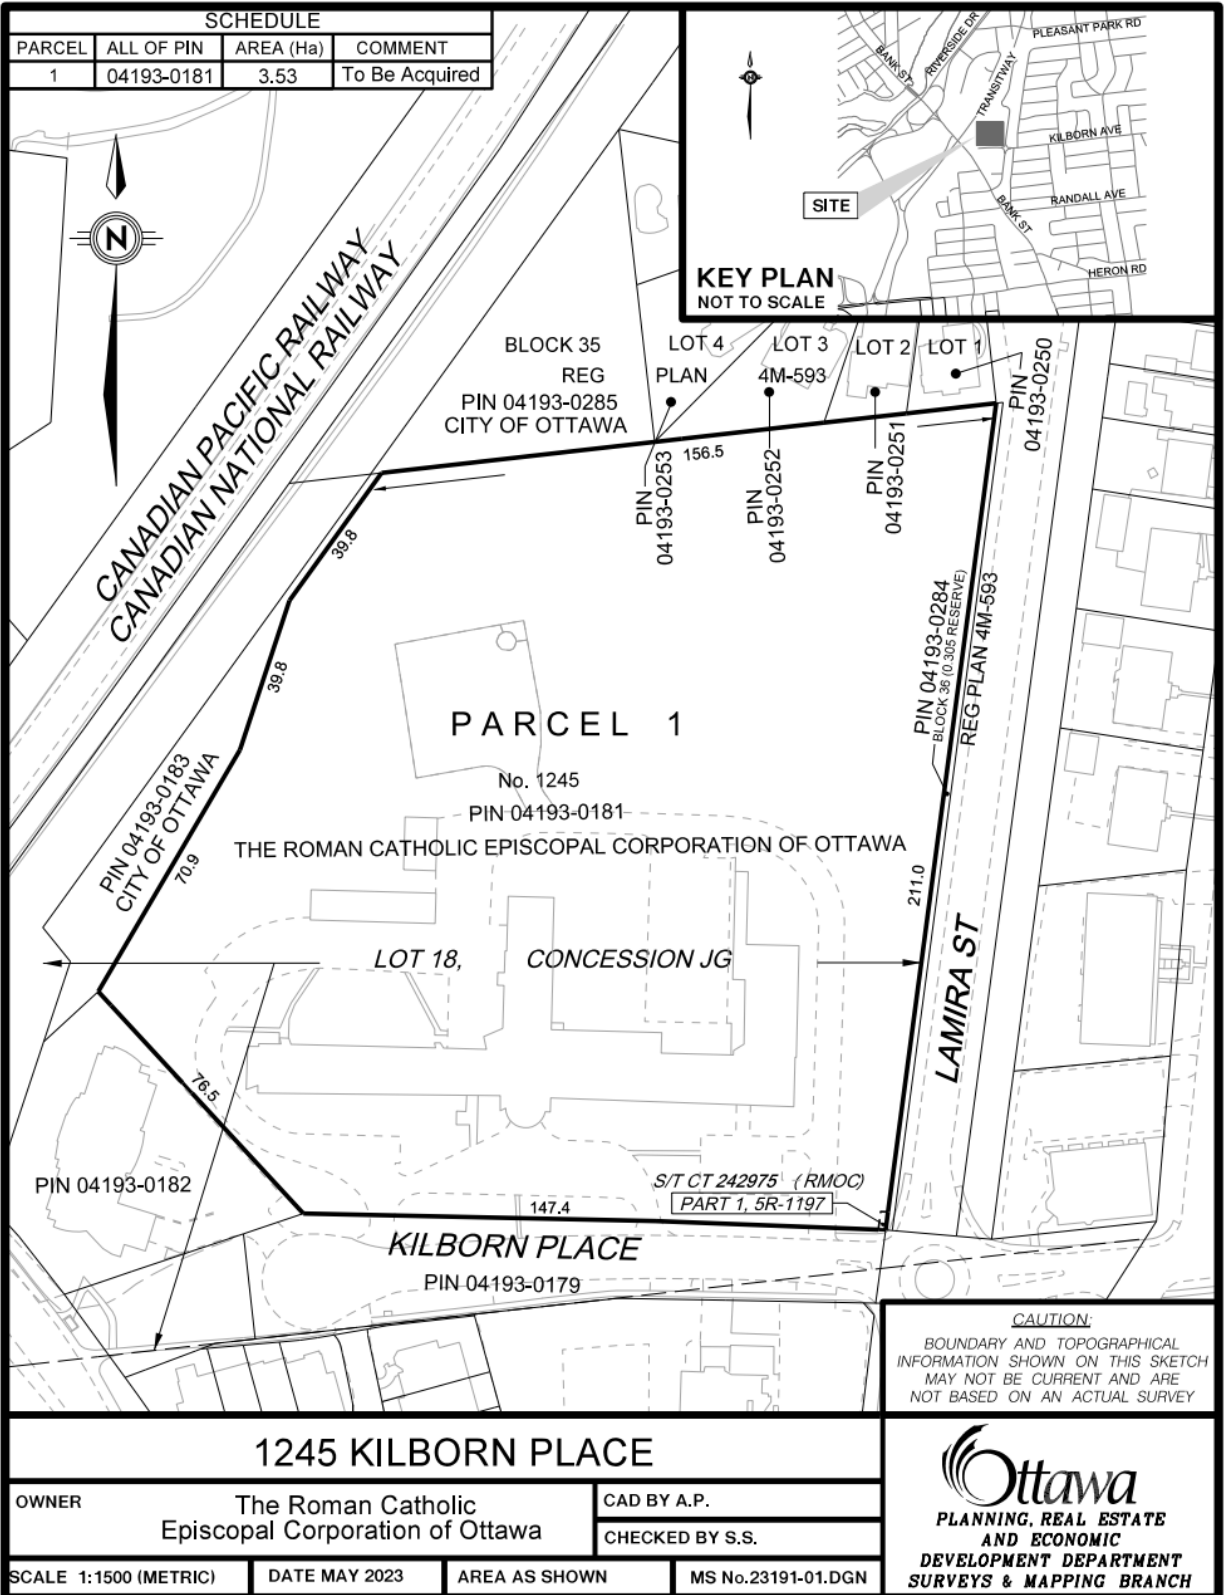 SCHEDULE
PARCEL ALL OF PIN AREA (Ha) COMMENT
1 04193-0181 3.53 To Be Acquired
N
PLEASANT PARK RD
RIVERSIDE DR
BANK ST
TRANSITWAY
KILBORN AVE
SITE
RANDALL AVE
BANK ST
HERON RD
KEY PLAN
NOT TO SCALE
CANADIAN PACIFIC RAILWAY
CANADIAN NATIONAL RAILWAY
BLOCK 35 LOT 4 LOT 3 LOT 2 LOT 1
REG PLAN 4M-593
PIN 04193-0285
CITY OF OTTAWA
PIN
04193-0250
156.5
PIN
04193-0253
PIN
04193-0252
PIN
04193-0251
39.8
39.8
PIN 04193-0284
BLOCK 36 (0.305 RESERVE)
REG PLAN 4M-593
PARCEL 1
No. 1245
PIN 04193-0181
THE ROMAN CATHOLIC EPISCOPAL CORPORATION OF OTTAWA
PIN 04193-0183
CITY OF OTTAWA
70.9
211.0
LOT 18, CONCESSION JG
LAMIRA ST
76.5
PIN 04193-0182
S/T CT 242975 (RMOC)
PART 1, 5R-1197
147.4
KILBORN PLACE
PIN 04193-0179
CAUTION:
BOUNDARY AND TOPOGRAPHICAL
INFORMATION SHOWN ON THIS SKETCH
MAY NOT BE CURRENT AND ARE
NOT BASED ON AN ACTUAL SURVEY
1245 KILBORN PLACE
OWNER The Roman Catholic
Episcopal Corporation of Ottawa
CAD BY A.P.
CHECKED BY S.S.
SCALE 1:1500 (METRIC) DATE MAY 2023 AREA AS SHOWN MS No.23191-01.DGN
Ottawa
PLANNING, REAL ESTATE
AND ECONOMIC
DEVELOPMENT DEPARTMENT
SURVEYS & MAPPING BRANCH